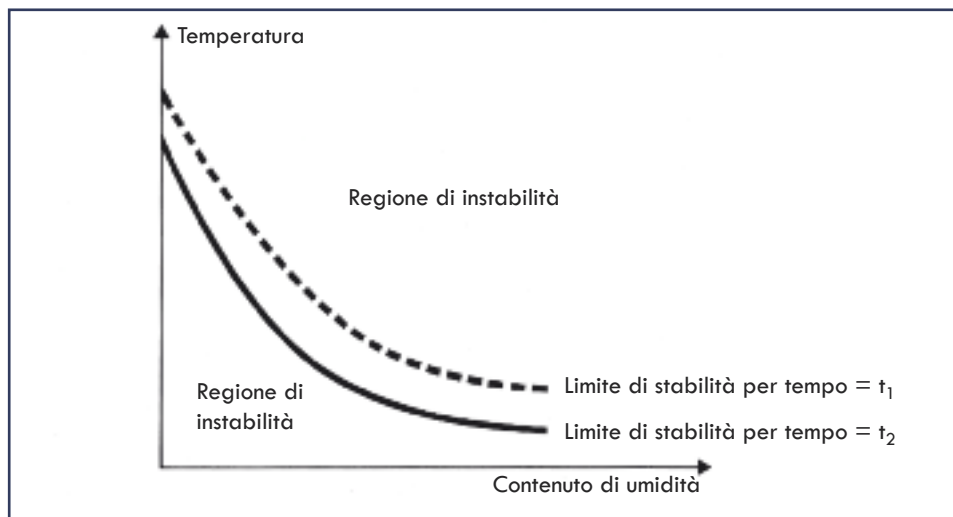 Temperatura
Regione di instabilità
Regione di
instabilità
Limite di stabilità per tempo = t₁
Limite di stabilità per tempo = t₂
Contenuto di umidità